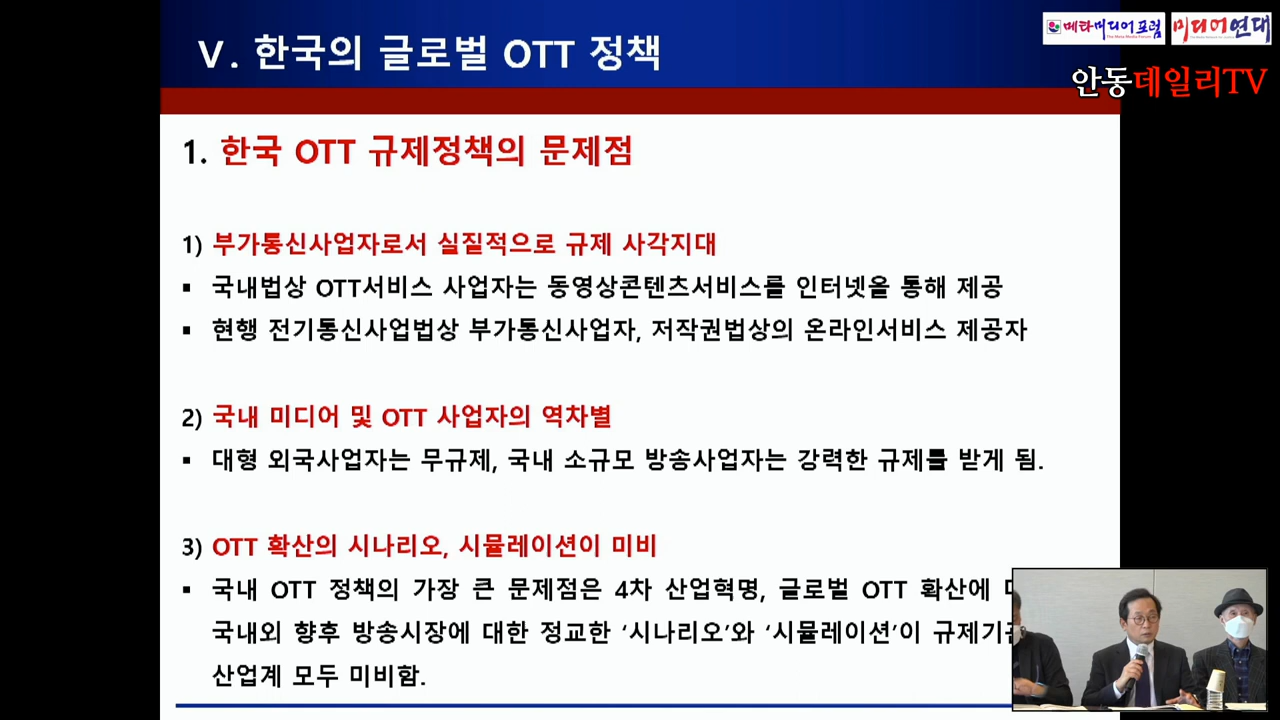 Ⅴ. 한국의 글로벌 OTT 정책
메타미디어포럼
미디어연대
안동데일리TV
1. 한국 OTT 규제정책의 문제점
1) 부가통신사업자로서 실질적으로 규제 사각지대
▪ 국내법상 OTT서비스 사업자는 동영상콘텐츠서비스를 인터넷을 통해 제공
▪ 현행 전기통신사업법상 부가통신사업자, 저작권법상의 온라인서비스 제공자
2) 국내 미디어 및 OTT 사업자의 역차별
▪ 대형 외국사업자는 무규제, 국내 소규모 방송사업자는 강력한 규제를 받게 됨.
3) OTT 확산의 시나리오, 시뮬레이션이 미비
▪ 국내 OTT 정책의 가장 큰 문제점은 4차 산업혁명, 글로벌 OTT 확산에
국내외 향후 방송시장에 대한 정교한 ‘시나리오’와 ‘시뮬레이션’이
산업계 모두 미비함.